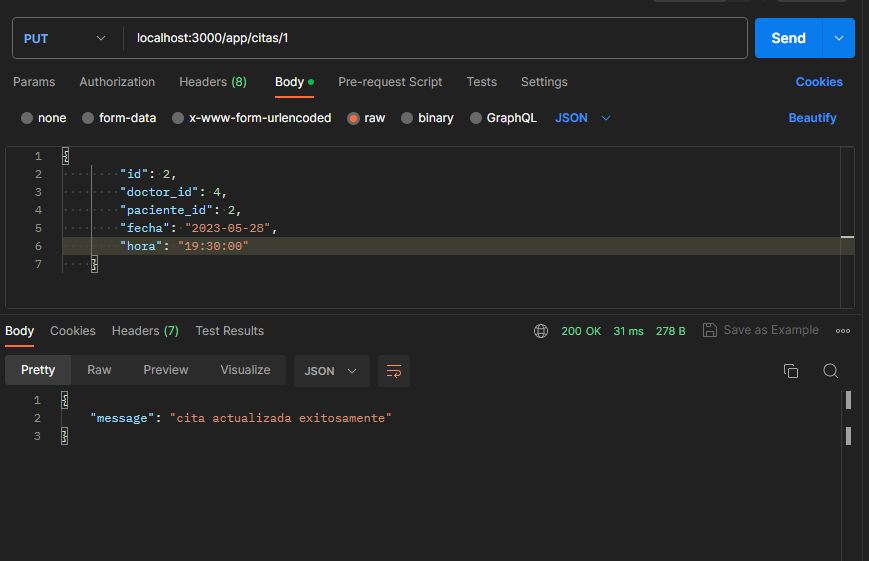 PUT localhost:3000/app/citas/1 Send
Params Authorization Headers (8) Body Pre-request Script Tests Settings Cookies
none form-data x-www-form-urlencoded raw binary GraphQL JSON Beautify
1 {
2 "id": 2,
3 "doctor_id": 4,
4 "paciente_id": 2,
5 "fecha": "2023-05-28",
6 "hora": "19:30:00"
7 }
Body Cookies Headers (7) Test Results 200 OK 31 ms 278 B Save as Example
Pretty Raw Preview Visualize JSON
1 {
2 "message": "cita actualizada exitosamente"
3 }